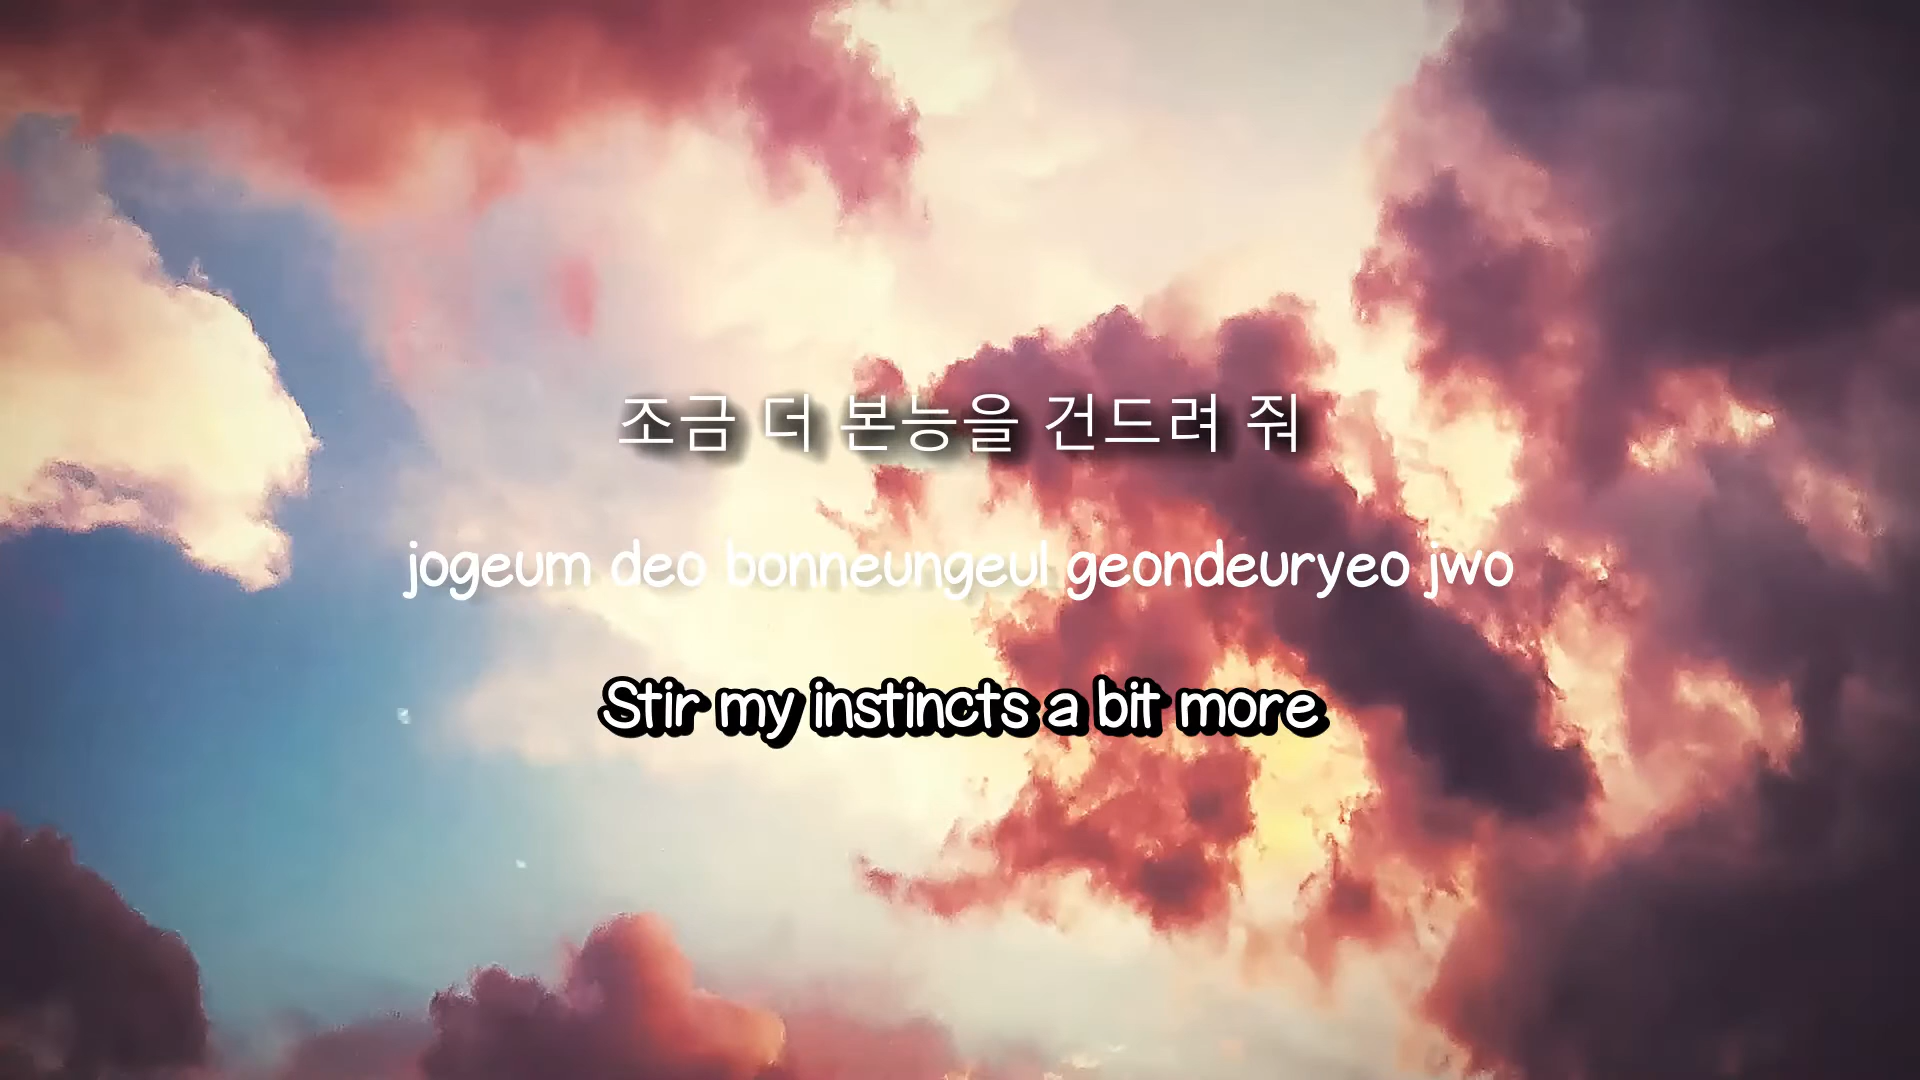 조금 더 본능을 건드려 줘
jogeum deo bonneungeul geondeuryeo jwo
Stir my instincts a bit more